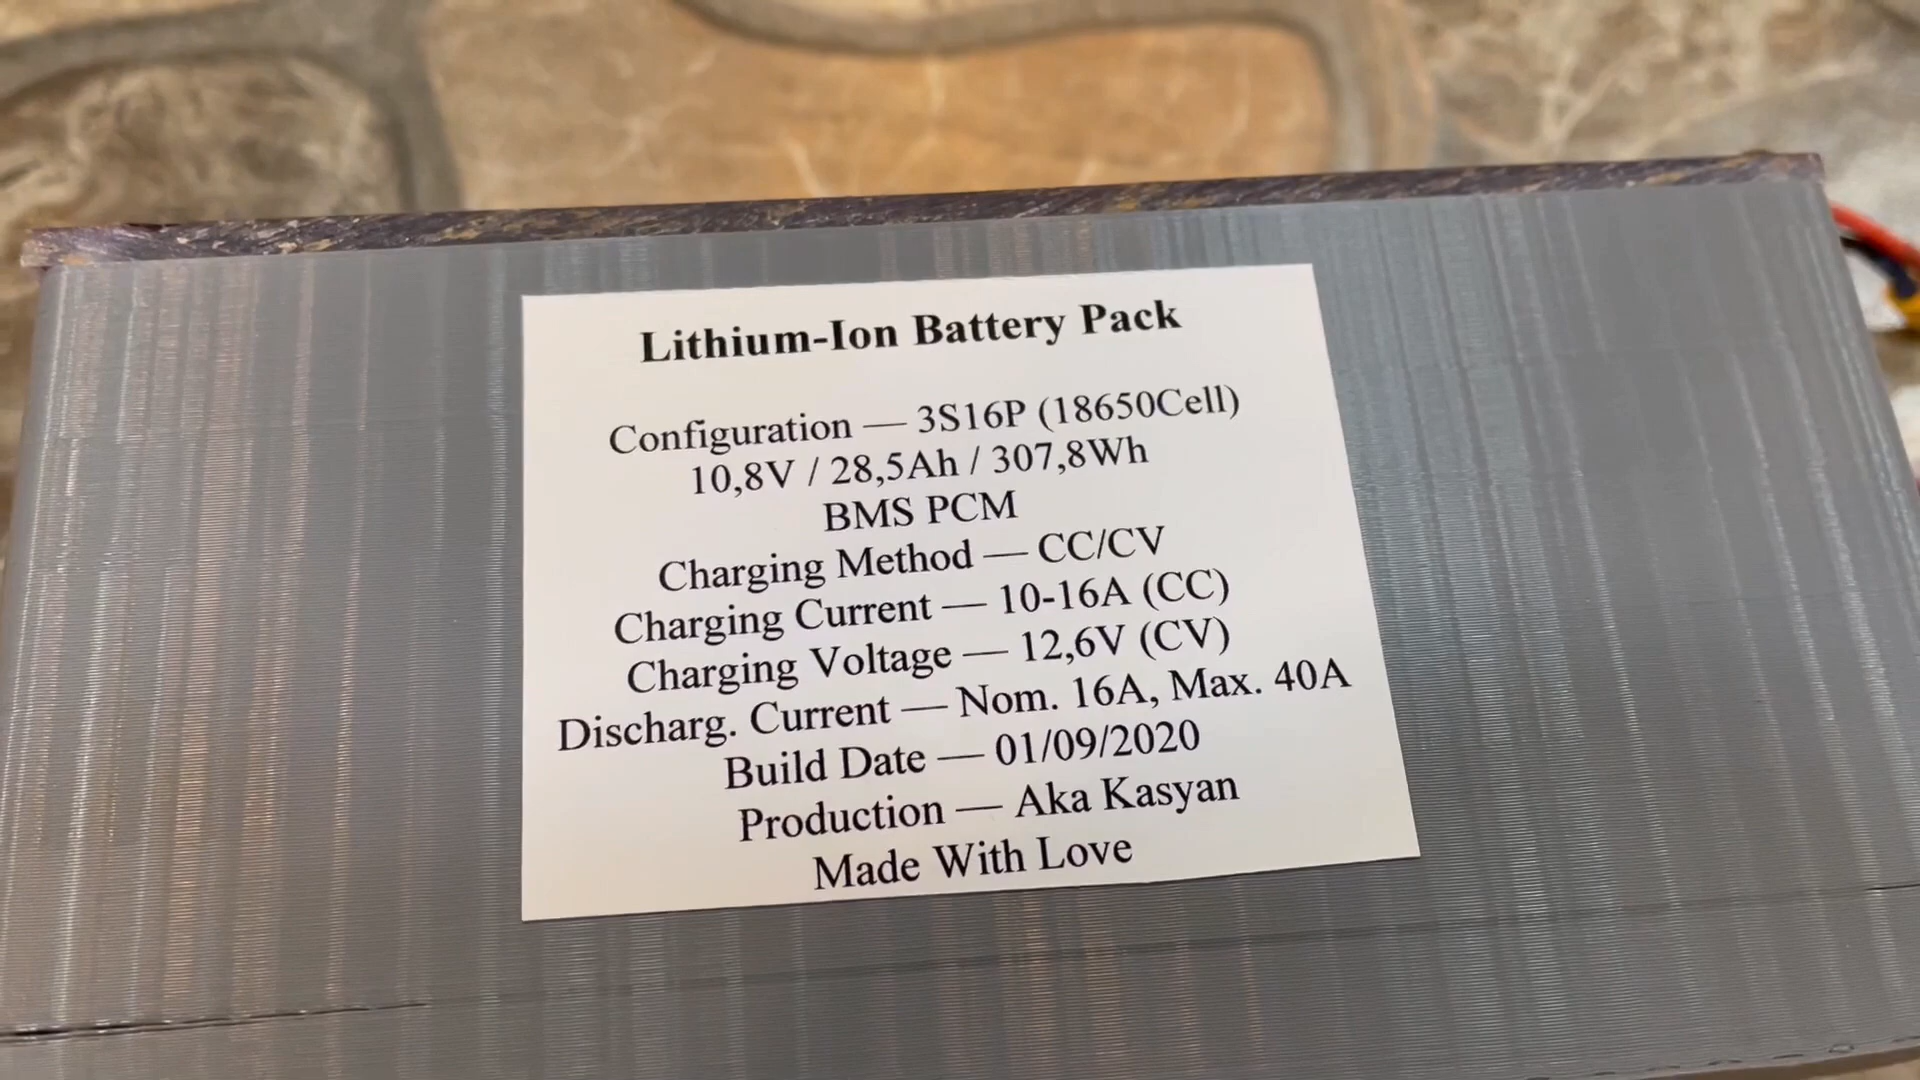 Lithium-Ion Battery Pack
Configuration — 3S16P (18650Cell)
10,8V / 28,5Ah / 307,8Wh
BMS PCM
Charging Method — CC/CV
Charging Current — 10-16A (CC)
Charging Voltage — 12,6V (CV)
Discharg. Current — Nom. 16A, Max. 40A
Build Date — 01/09/2020
Production — Aka Kasyan
Made With Love